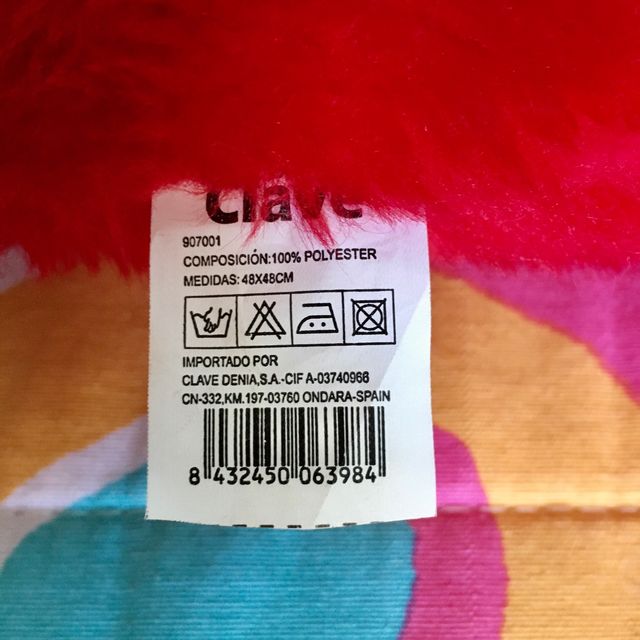 Clave
907001
COMPOSICIÓN:100% POLYESTER
MEDIDAS: 48X48CM
IMPORTADO POR
CLAVE DENIA,S.A.-CIF A-03740966
CN-332,KM.197-03760 ONDARA-SPAIN
8 432450 063984